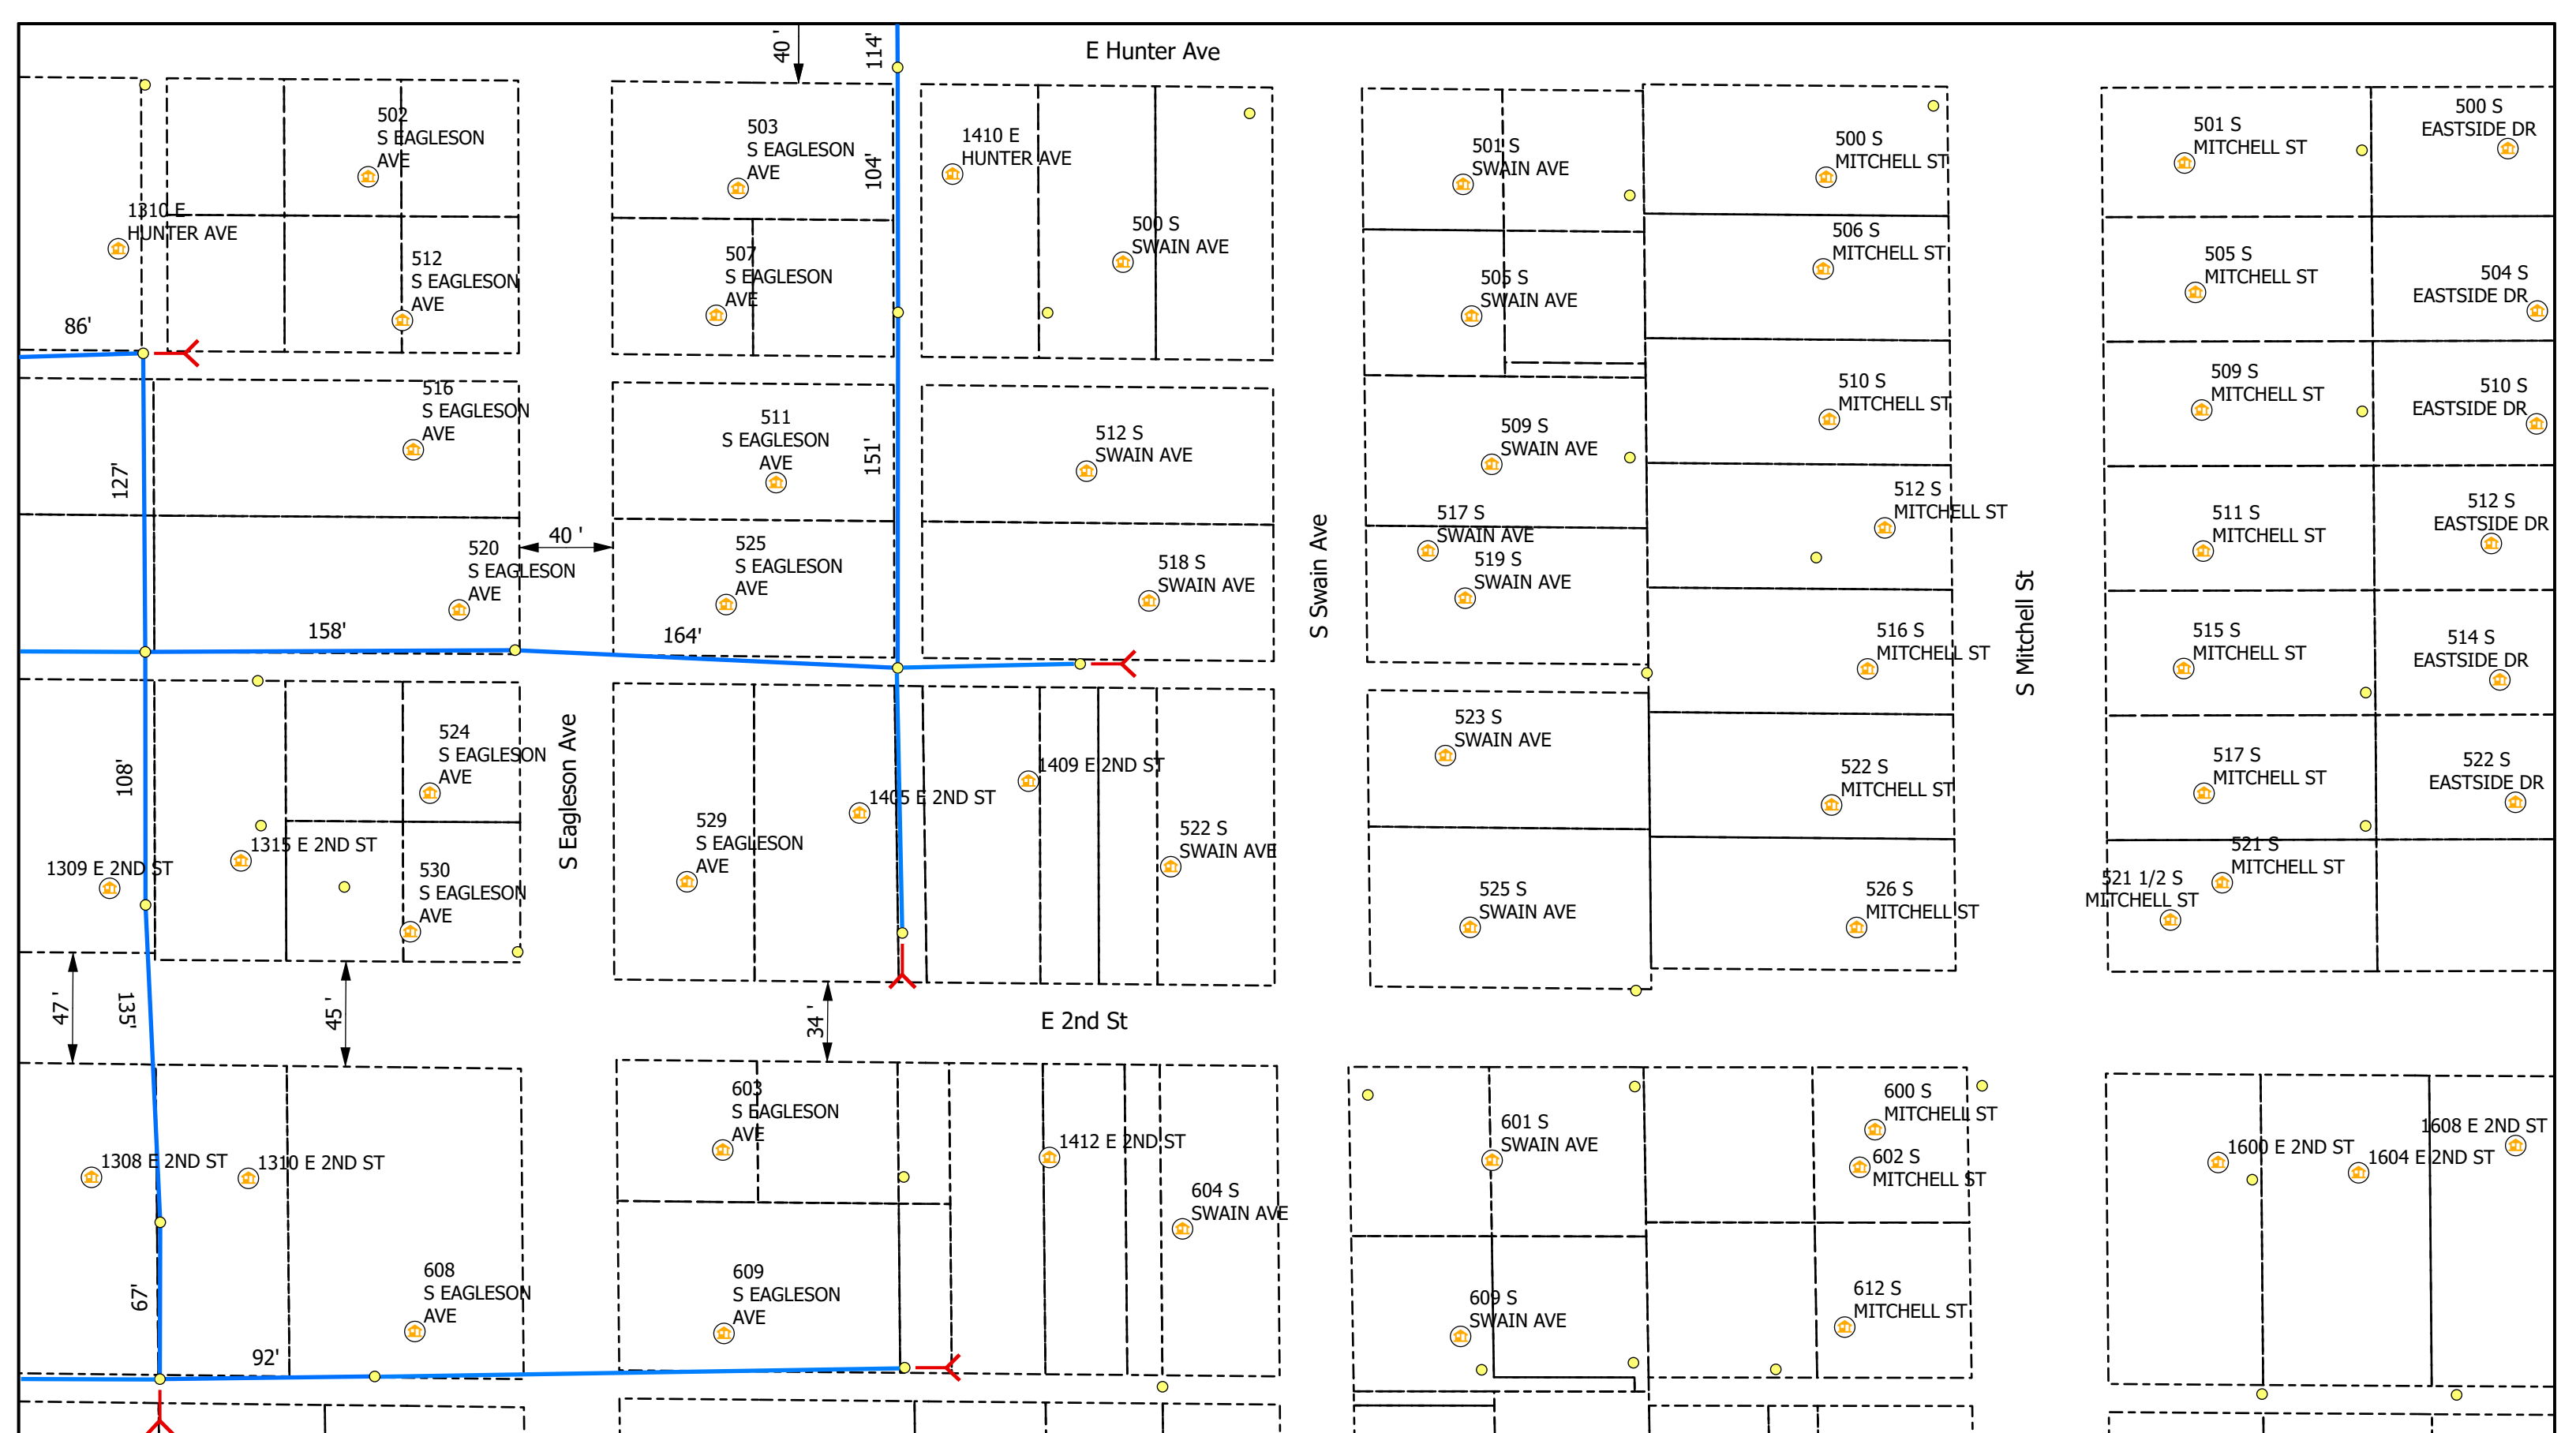 40 '
114'
E Hunter Ave
502
S EAGLESON
AVE
503
S EAGLESON
AVE
104'
1410 E
HUNTER AVE
501 S
SWAIN AVE
500 S
MITCHELL ST
501 S
MITCHELL ST
500 S
EASTSIDE DR
1310 E
HUNTER AVE
512
S EAGLESON
AVE
507
S EAGLESON
AVE
500 S
SWAIN AVE
505 S
SWAIN AVE
506 S
MITCHELL ST
505 S
MITCHELL ST
504 S
EASTSIDE DR
86'
516
S EAGLESON
AVE
511
S EAGLESON
AVE
151'
512 S
SWAIN AVE
509 S
SWAIN AVE
510 S
MITCHELL ST
509 S
MITCHELL ST
510 S
EASTSIDE DR
127'
520
S EAGLESON
AVE
40 '
525
S EAGLESON
AVE
518 S
SWAIN AVE
S Swain Ave
517 S
SWAIN AVE
519 S
SWAIN AVE
512 S
MITCHELL ST
S Mitchell St
511 S
MITCHELL ST
512 S
EASTSIDE DR
158'
164'
516 S
MITCHELL ST
515 S
MITCHELL ST
514 S
EASTSIDE DR
108'
524
S EAGLESON
AVE
S Eagleson Ave
1405 E 2ND ST
1409 E 2ND ST
523 S
SWAIN AVE
522 S
MITCHELL ST
517 S
MITCHELL ST
522 S
EASTSIDE DR
1309 E 2ND ST
1315 E 2ND ST
530
S EAGLESON
AVE
529
S EAGLESON
AVE
522 S
SWAIN AVE
525 S
SWAIN AVE
526 S
MITCHELL ST
521 S
MITCHELL ST
521 1/2 S
MITCHELL ST
47 '
135'
45 '
34 '
E 2nd St
603
S EAGLESON
AVE
1412 E 2ND ST
601 S
SWAIN AVE
600 S
MITCHELL ST
602 S
MITCHELL ST
1600 E 2ND ST
1604 E 2ND ST
1608 E 2ND ST
1308 E 2ND ST
1310 E 2ND ST
604 S
SWAIN AVE
67'
608
S EAGLESON
AVE
609
S EAGLESON
AVE
609 S
SWAIN AVE
612 S
MITCHELL ST
92'